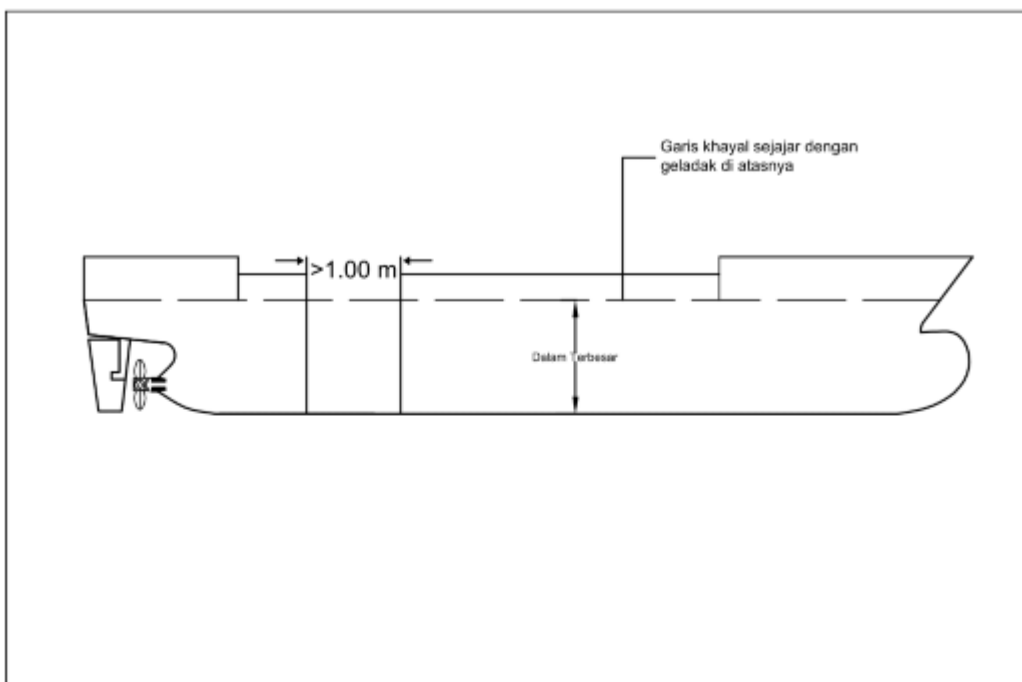 Garis khayal sejajar dengan
geladak di atasnya
>1.00 m
Dalam Terbesar